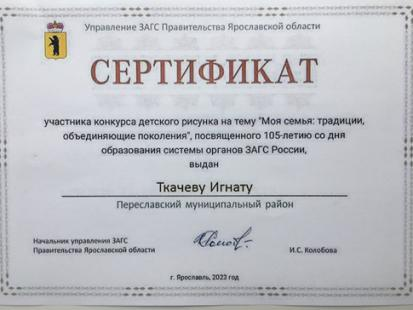 Управление ЗАГС Правительства Ярославской области
СЕРТИФИКАТ
участника конкурса детского рисунка на тему "Моя семья: традиции,
объединяющие поколения", посвященного 105-летию со дня
образования системы органов ЗАГС России,
выдан
Ткачеву Игнату
Переславский муниципальный район
Начальник управления ЗАГС
Правительства Ярославской области
И.С. Колобова
г. Ярославль, 2022 год